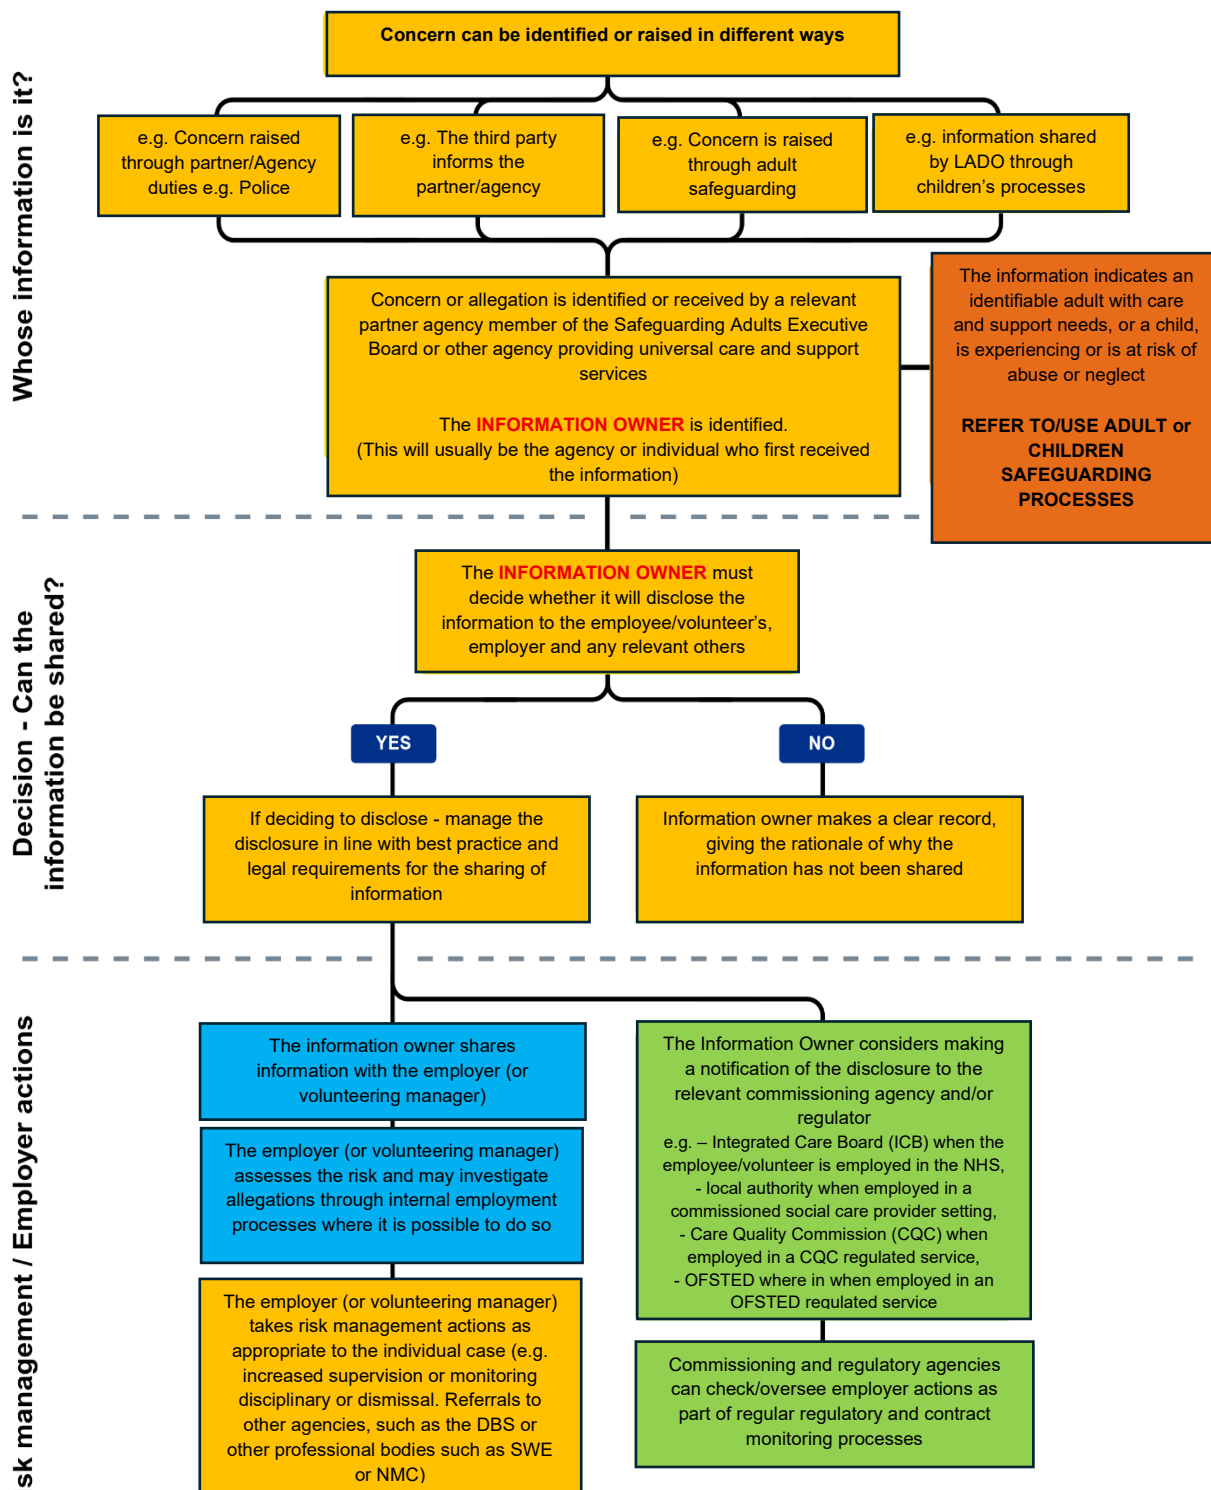 Whose information is it?
Concern can be identified or raised in different ways
e.g. Concern raised
through partner/Agency
duties e.g. Police
e.g. The third party
informs the
partner/agency
e.g. Concern is raised
through adult
safeguarding
e.g. information shared
by LADO through
children’s processes
Concern or allegation is identified or received by a relevant
partner agency member of the Safeguarding Adults Executive
Board or other agency providing universal care and support
services
The INFORMATION OWNER is identified.
(This will usually be the agency or individual who first received
the information)
The information indicates an
identifiable adult with care
and support needs, or a child,
is experiencing or is at risk of
abuse or neglect
REFER TO/USE ADULT or
CHILDREN
SAFEGUARDING
PROCESSES
Decision - Can the
information be shared?
The INFORMATION OWNER must
decide whether it will disclose the
information to the employee/volunteer’s,
employer and any relevant others
YES
NO
If deciding to disclose - manage the
disclosure in line with best practice and
legal requirements for the sharing of
information
Information owner makes a clear record,
giving the rationale of why the
information has not been shared
sk management / Employer actions
The information owner shares
information with the employer (or
volunteering manager)
The employer (or volunteering manager)
assesses the risk and may investigate
allegations through internal employment
processes where it is possible to do so
The employer (or volunteering manager)
takes risk management actions as
appropriate to the individual case (e.g.
increased supervision or monitoring
disciplinary or dismissal. Referrals to
other agencies, such as the DBS or
other professional bodies such as SWE
or NMC)
The Information Owner considers making
a notification of the disclosure to the
relevant commissioning agency and/or
regulator
e.g. – Integrated Care Board (ICB) when the
employee/volunteer is employed in the NHS,
- local authority when employed in a
commissioned social care provider setting,
- Care Quality Commission (CQC) when
employed in a CQC regulated service,
- OFSTED where in when employed in an
OFSTED regulated service
Commissioning and regulatory agencies
can check/oversee employer actions as
part of regular regulatory and contract
monitoring processes